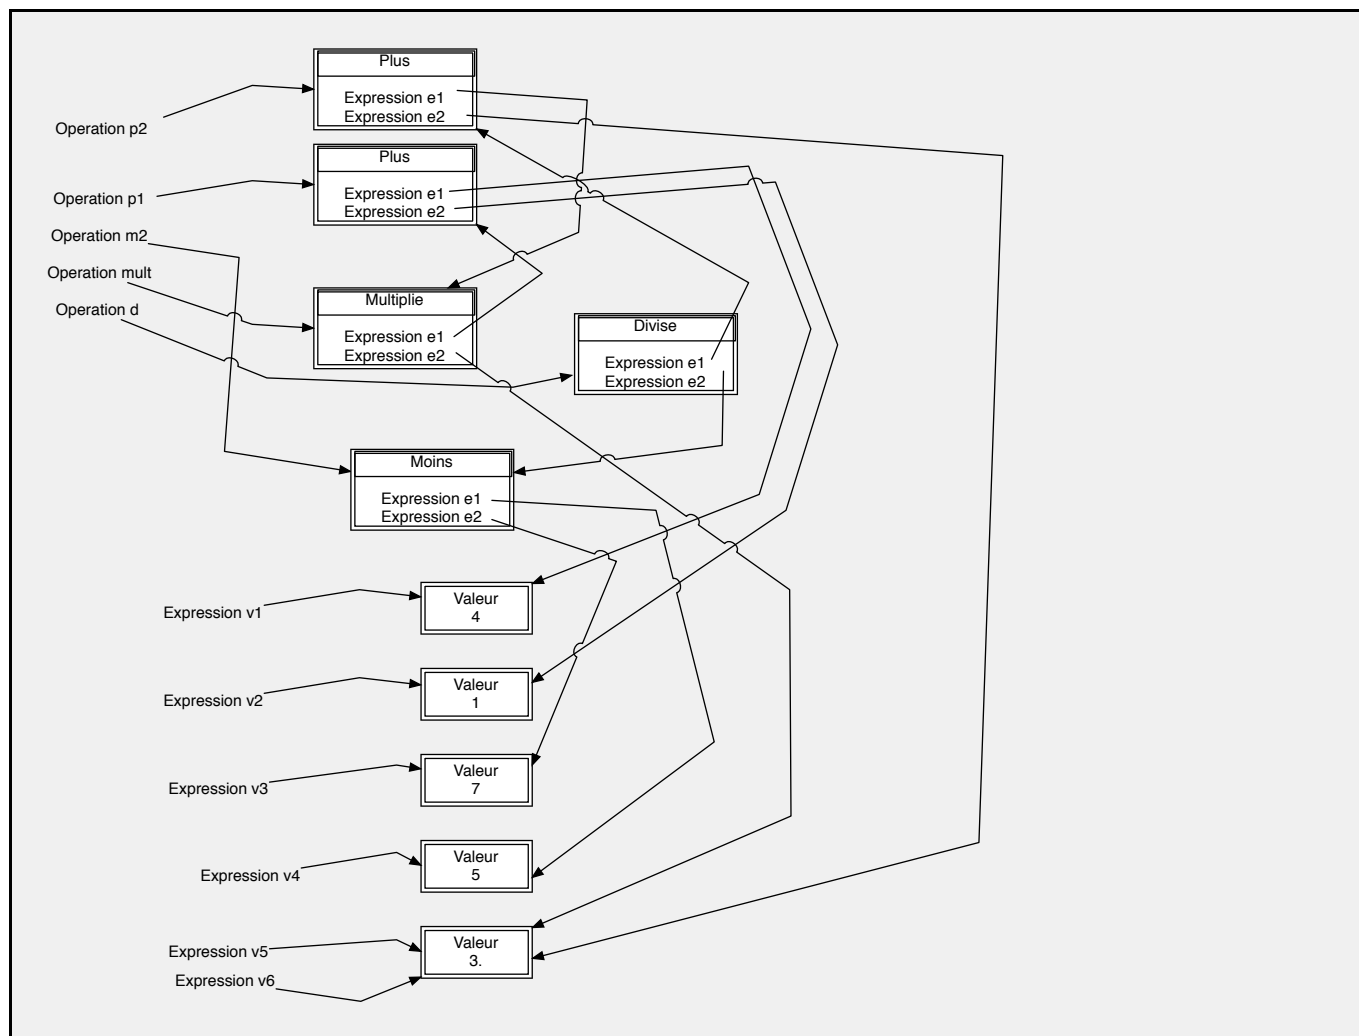 Plus
Expression e1
Expression e2
Operation p2
Plus
Expression e1
Expression e2
Operation p1
Operation m2
Operation mult
Operation d
Multiplie
Expression e1
Expression e2
Divise
Expression e1
Expression e2
Moins
Expression e1
Expression e2
Valeur
4
Expression v1
Valeur
1
Expression v2
Valeur
7
Expression v3
Valeur
5
Expression v4
Valeur
3.
Expression v5
Expression v6